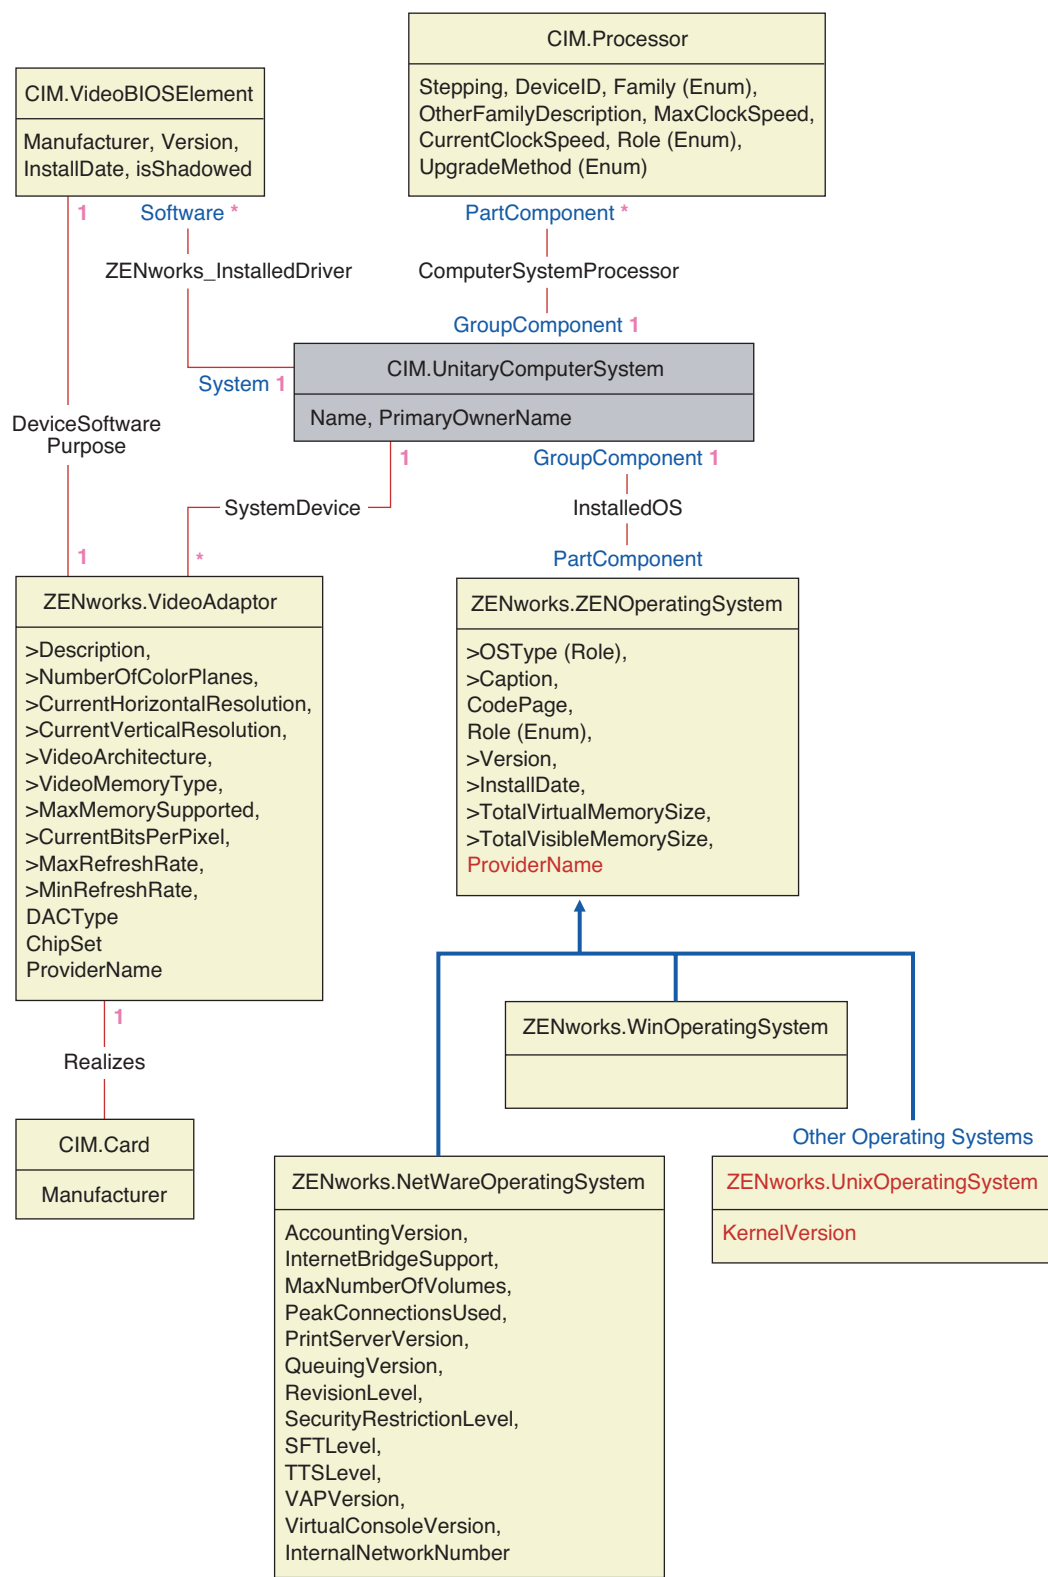 CIM.Processor
Stepping, DeviceID, Family (Enum),
OtherFamilyDescription, MaxClockSpeed,
CurrentClockSpeed, Role (Enum),
UpgradeMethod (Enum)
CIM.VideoBIOSElement
Manufacturer, Version,
InstallDate, isShadowed
1
Software *
PartComponent *
ZENworks_InstalledDriver
ComputerSystemProcessor
GroupComponent 1
System 1
CIM.UnitaryComputerSystem
Name, PrimaryOwnerName
DeviceSoftware
Purpose
1
GroupComponent 1
SystemDevice
InstalledOS
1
*
PartComponent
ZENworks.VideoAdaptor
>Description,
>NumberOfColorPlanes,
>CurrentHorizontalResolution,
>CurrentVerticalResolution,
>VideoArchitecture,
>VideoMemoryType,
>MaxMemorySupported,
>CurrentBitsPerPixel,
>MaxRefreshRate,
>MinRefreshRate,
DACType
ChipSet
ProviderName
ZENworks.ZENOperatingSystem
>OSType (Role),
>Caption,
CodePage,
Role (Enum),
>Version,
>InstallDate,
>TotalVirtualMemorySize,
>TotalVisibleMemorySize,
ProviderName
1
Realizes
CIM.Card
Manufacturer
ZENworks.WinOperatingSystem
Other Operating Systems
ZENworks.NetWareOperatingSystem
AccountingVersion,
InternetBridgeSupport,
MaxNumberOfVolumes,
PeakConnectionsUsed,
PrintServerVersion,
QueuingVersion,
RevisionLevel,
SecurityRestrictionLevel,
SFTLevel,
TTSLevel,
VAPVersion,
VirtualConsoleVersion,
InternalNetworkNumber
ZENworks.UnixOperatingSystem
KernelVersion